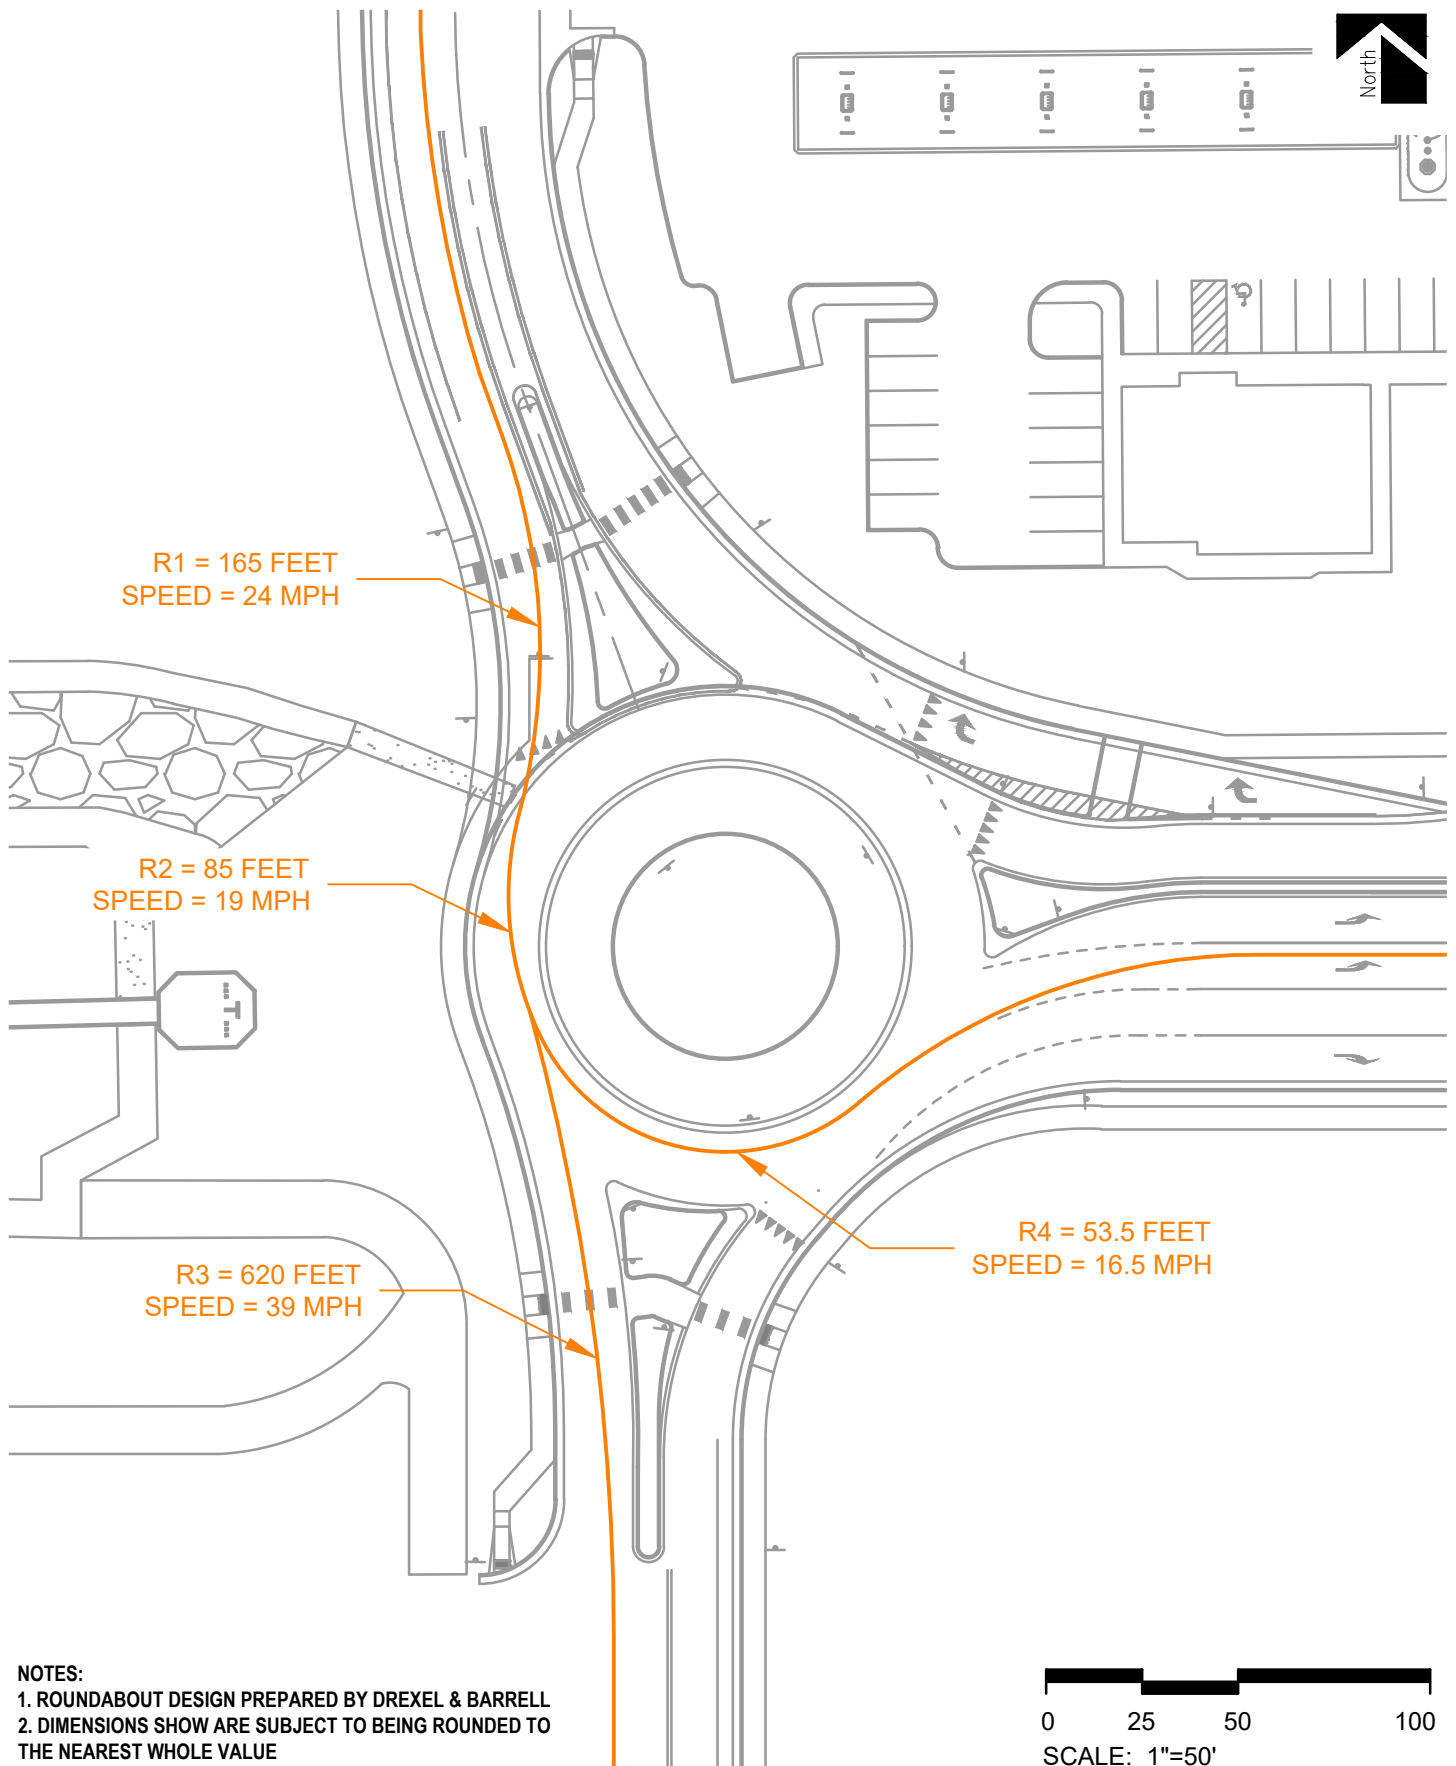 North
R1 = 165 FEET
SPEED = 24 MPH
R2 = 85 FEET
SPEED = 19 MPH
T
R4 = 53.5 FEET
SPEED = 16.5 MPH
R3 = 620 FEET
SPEED = 39 MPH
NOTES:
1. ROUNDABOUT DESIGN PREPARED BY DREXEL & BARRELL
2. DIMENSIONS SHOW ARE SUBJECT TO BEING ROUNDED TO
THE NEAREST WHOLE VALUE
0 25 50 100
SCALE: 1"=50'